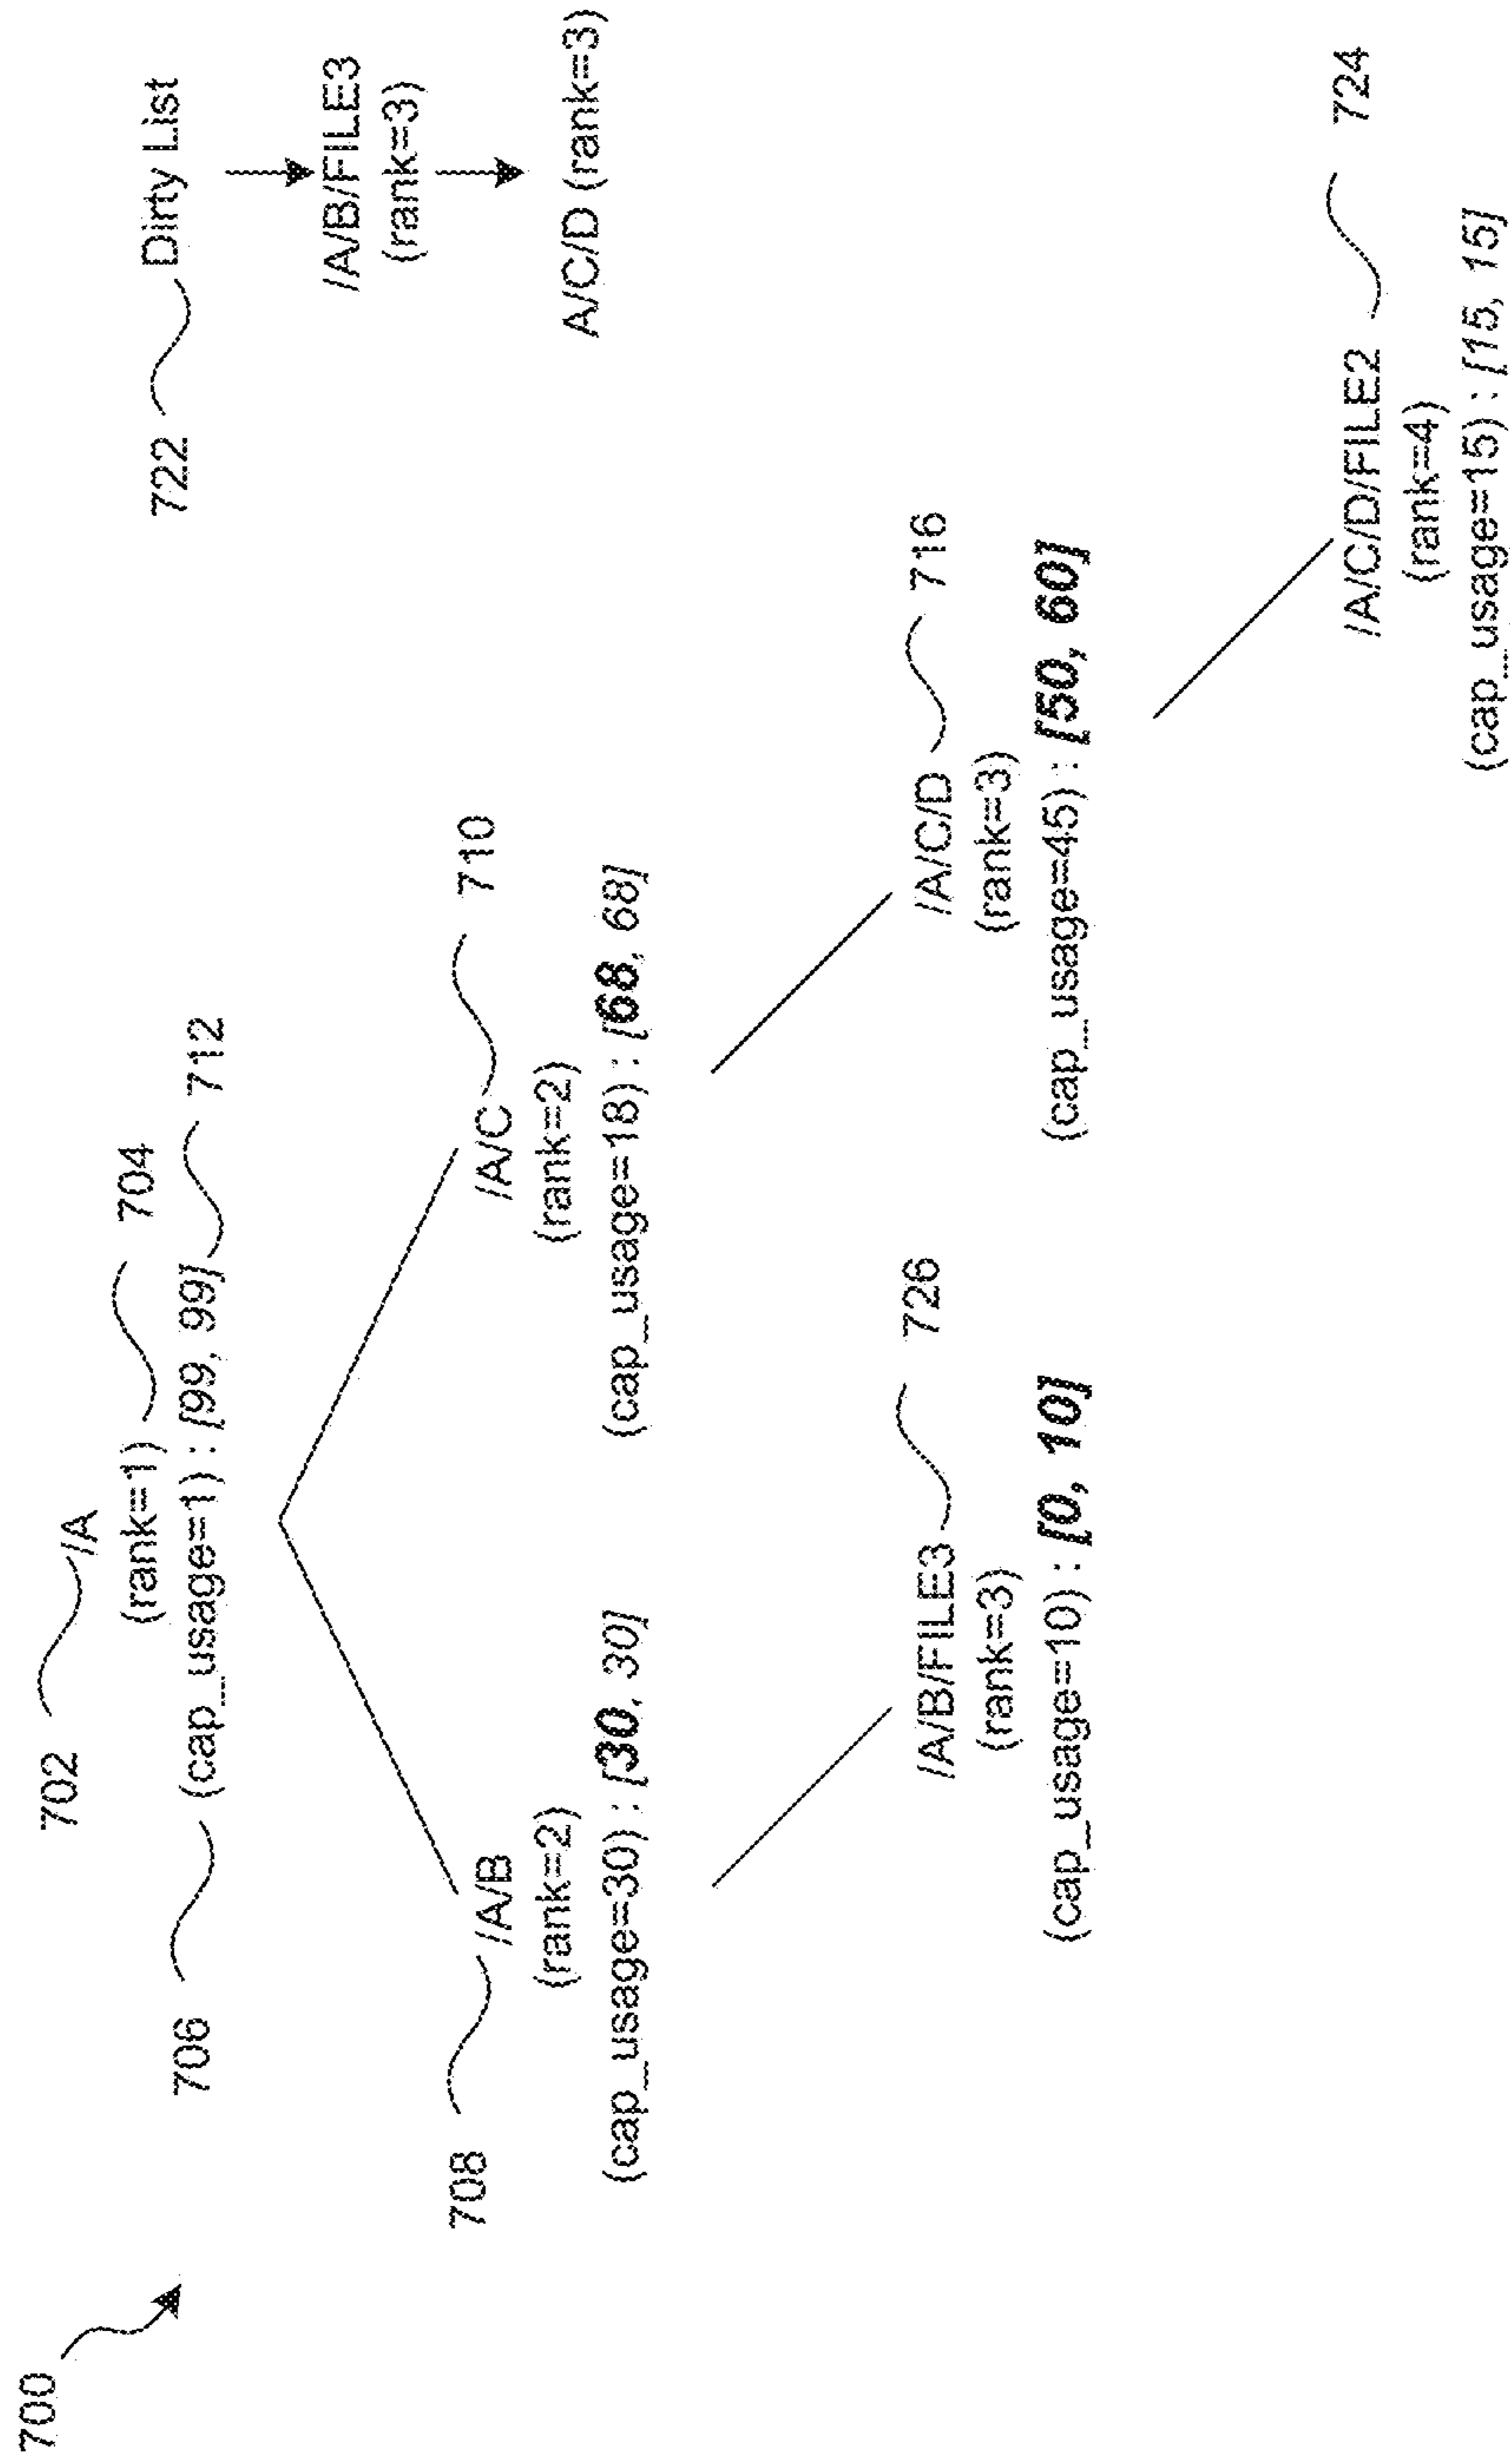 700
702 /A
(rank=1) 704
706 (cap_usage=1) : [99, 99] 712
722 Dirty List
/A/B/FILE3
(rank=3)
A/C/D (rank=3)
708 /A/B
(rank=2)
(cap_usage=30) : [30, 30]
/A/C 710
(rank=2)
(cap_usage=18) : [68, 68]
/A/B/FILE3 726
(rank=3)
(cap_usage=10) : [0, 10]
/A/C/D 716
(rank=3)
(cap_usage=45) : [50, 60]
/A/C/D/FILE2 724
(rank=4)
(cap_usage=15) : [15, 15]